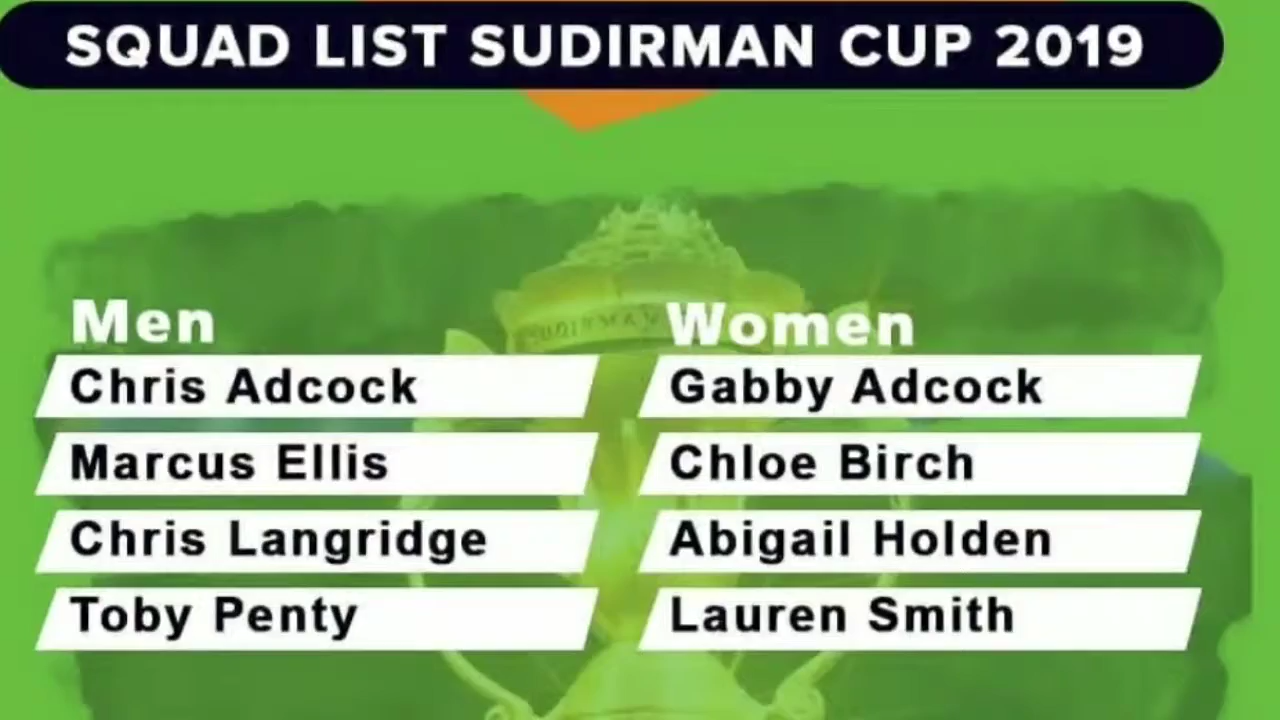 SQUAD LIST SUDIRMAN CUP 2019
Men
Chris Adcock
Marcus Ellis
Chris Langridge
Toby Penty
Women
Gabby Adcock
Chloe Birch
Abigail Holden
Lauren Smith